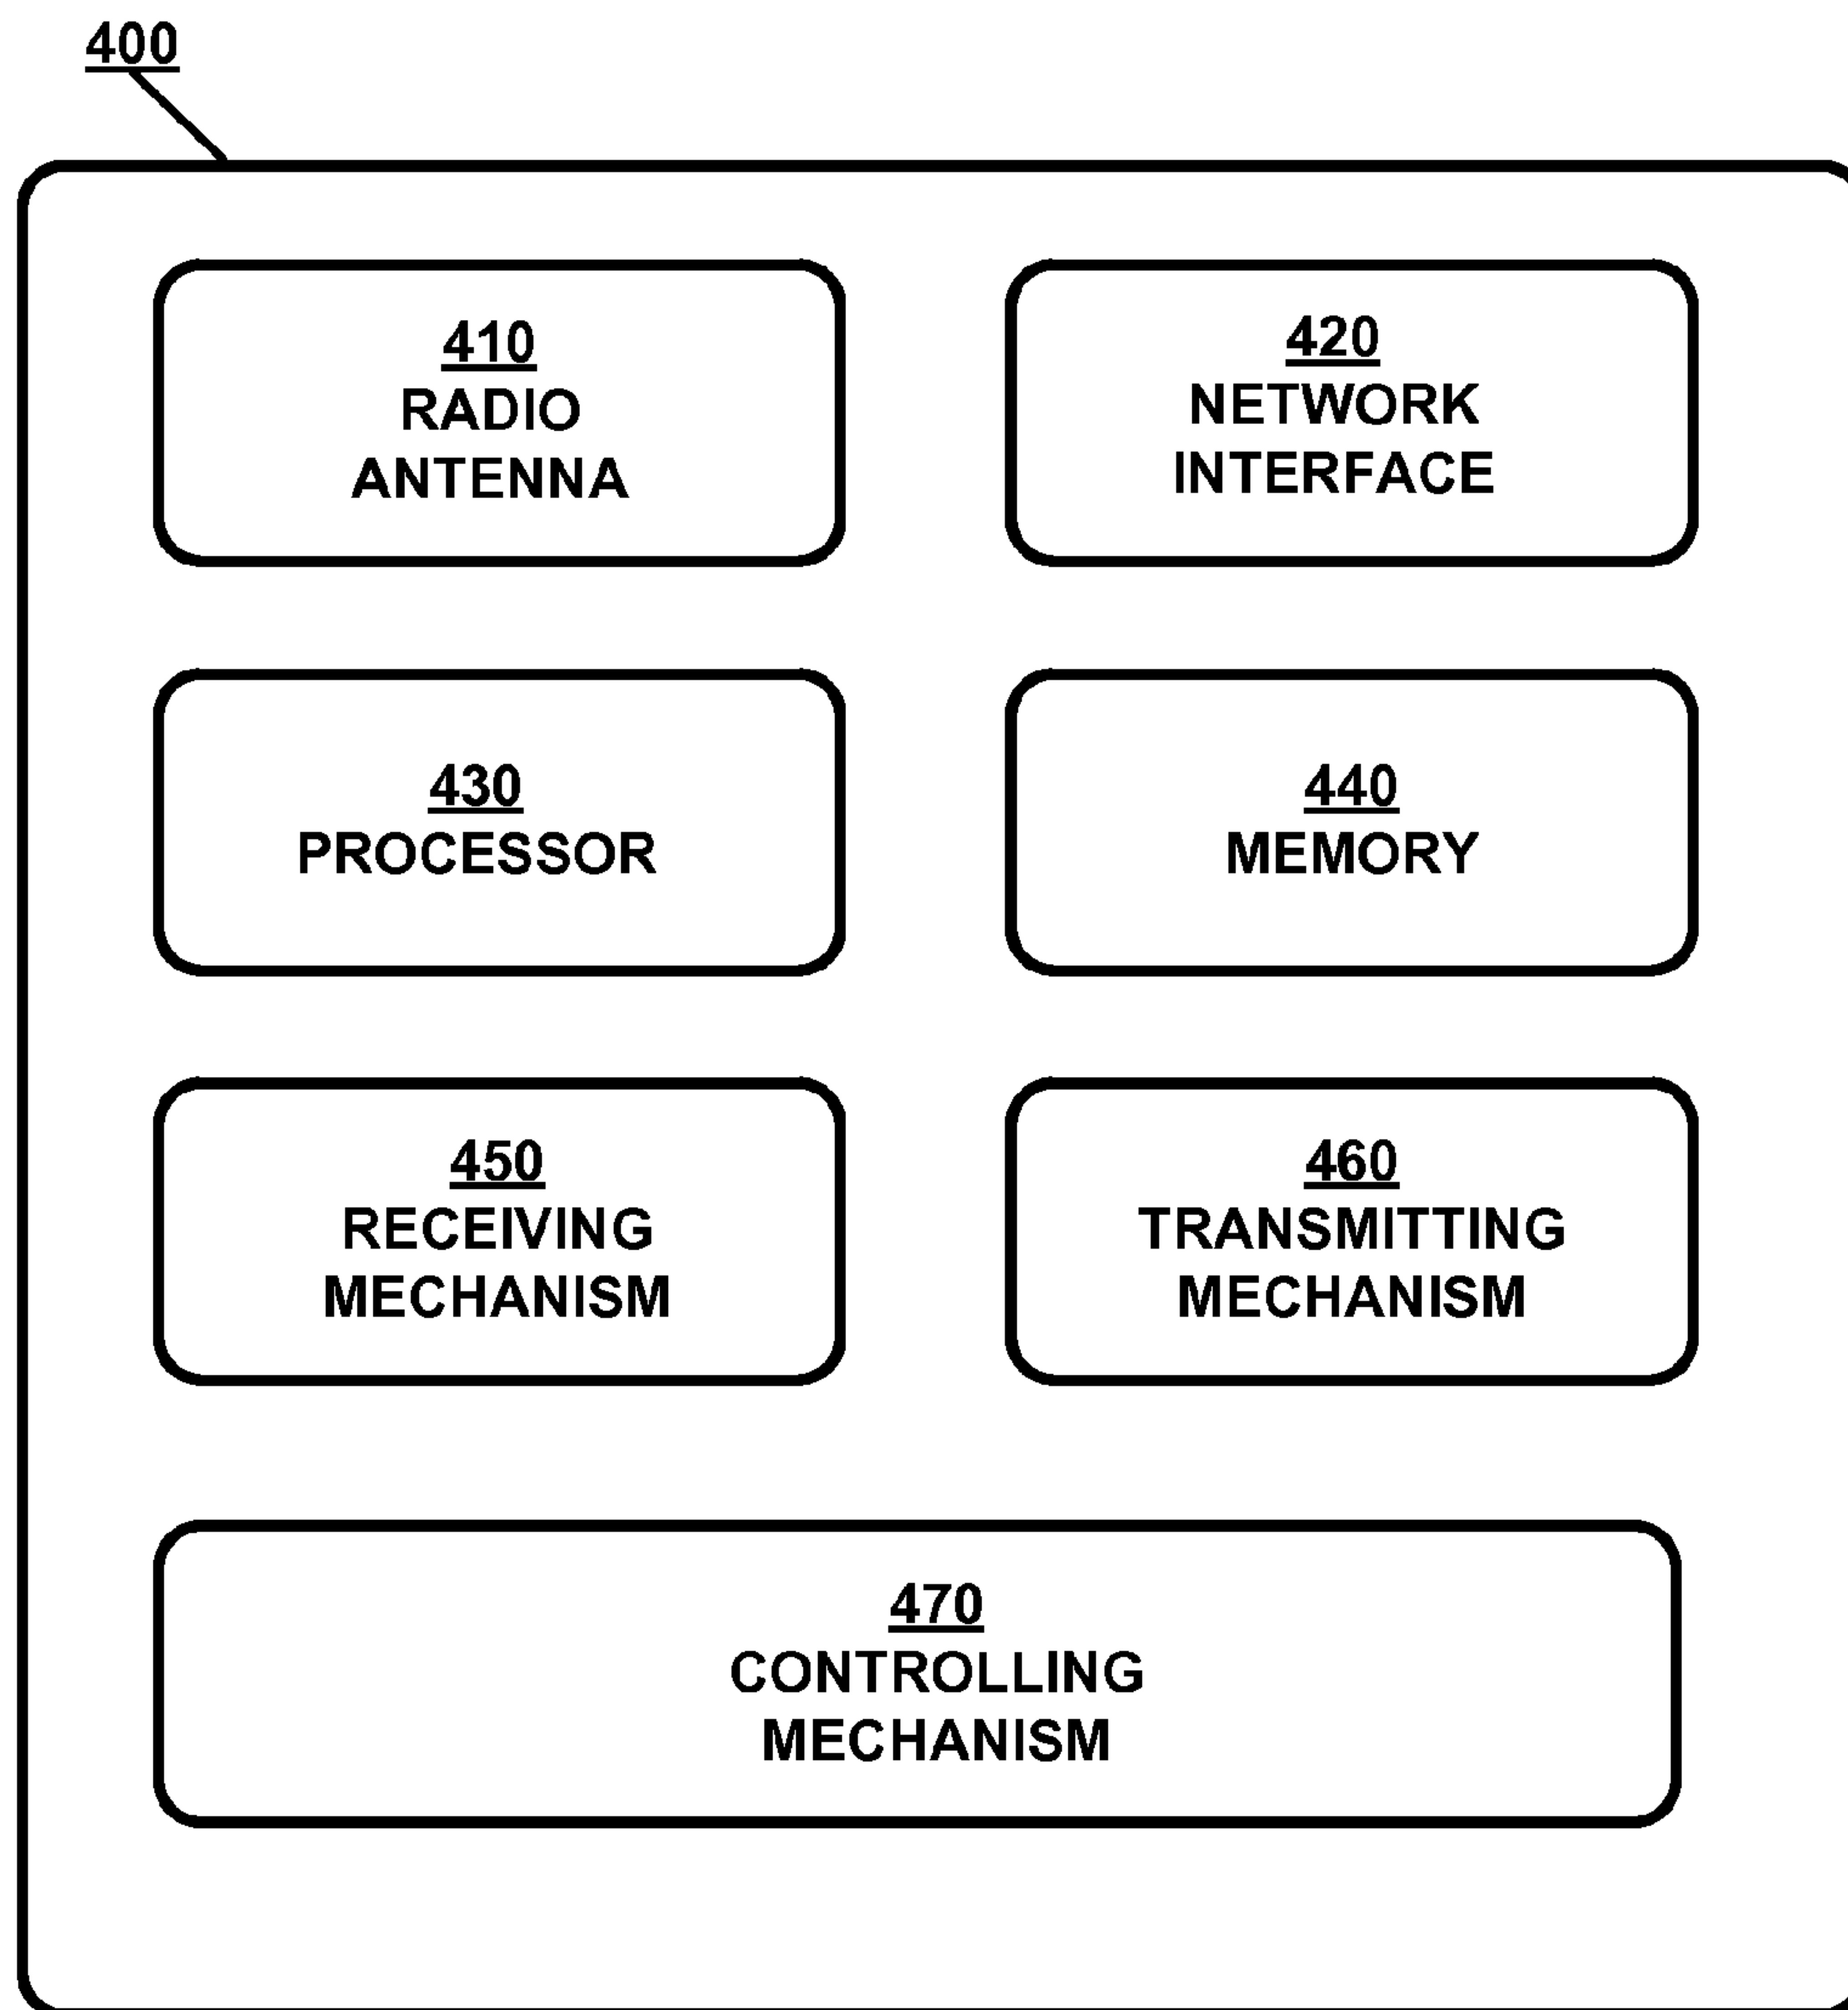 400
410
RADIO
ANTENNA
420
NETWORK
INTERFACE
430
PROCESSOR
440
MEMORY
450
RECEIVING
MECHANISM
460
TRANSMITTING
MECHANISM
470
CONTROLLING
MECHANISM